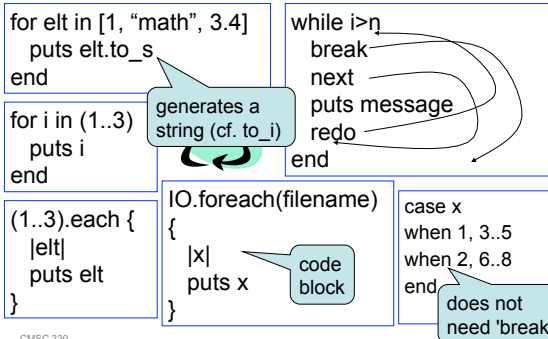 for elt in [1, “math”, 3.4]
puts elt.to_s
end
generates a
string (cf. to_i)
for i in (1..3)
puts i
end
(1..3).each {
|elt|
puts elt
}
while i>n
break
next
puts message
redo
end
IO.foreach(filename)
{
|x|
puts x
}
code
block
case x
when 1, 3..5
when 2, 6..8
end
does not
need 'break
CMSC 330